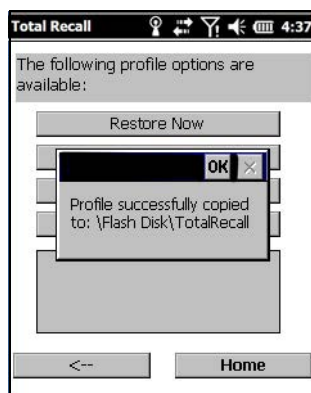 Total Recall 4:37
The following profile options are
available:
Restore Now
OK
Profile successfully copied
to: \Flash Disk\TotalRecall
<-- Home